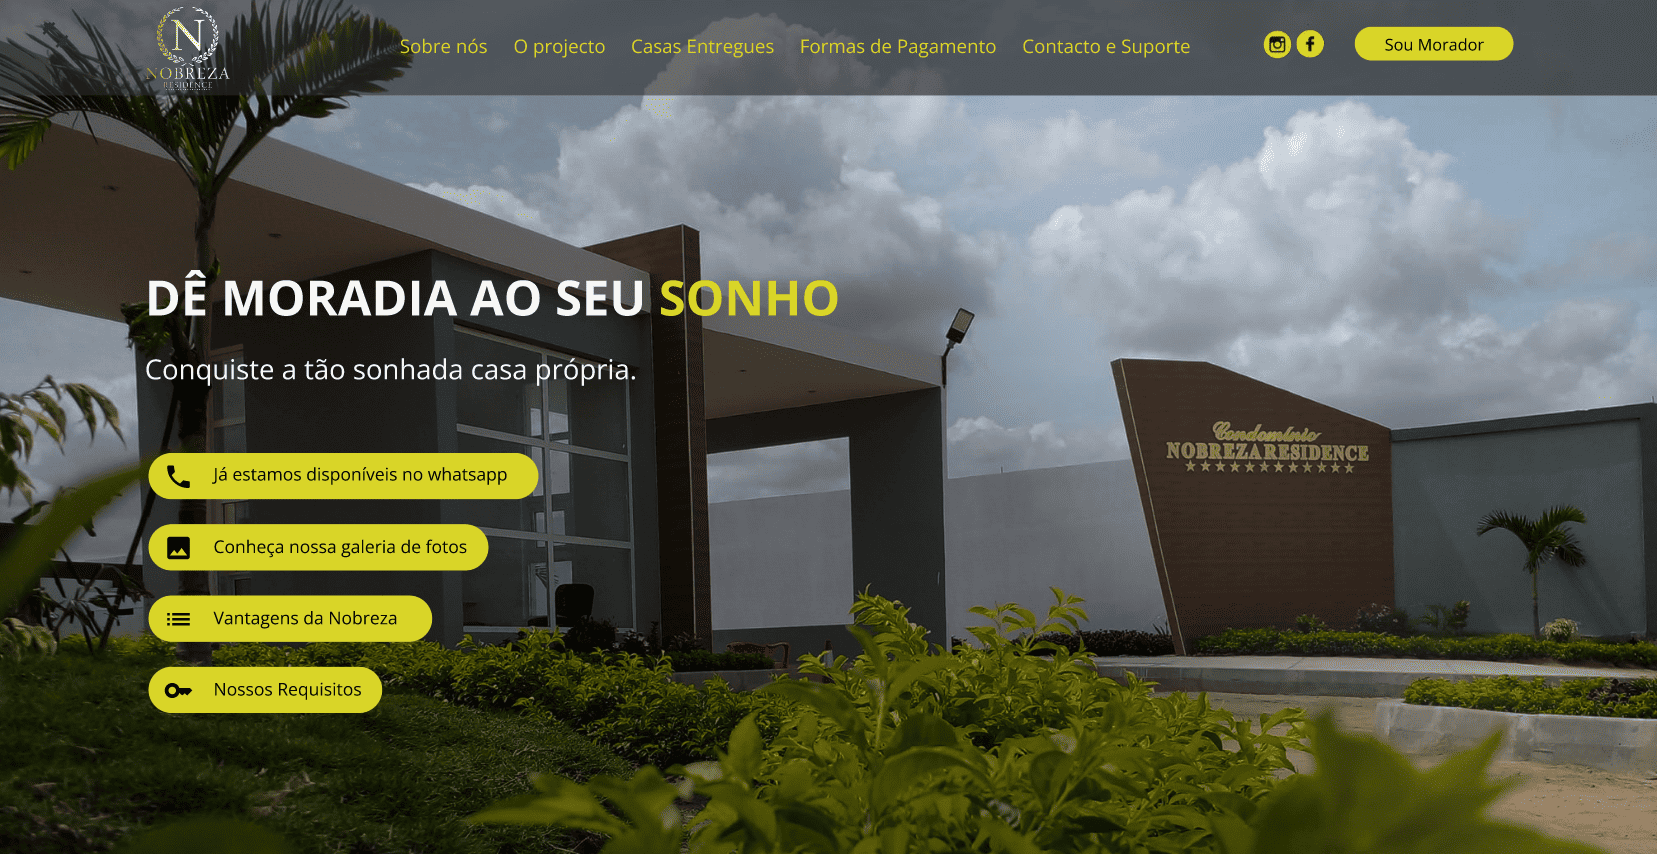 N
NOBREZA
RESIDENCE
Sobre nós
O projecto
Casas Entregues
Formas de Pagamento
Contacto e Suporte
Sou Morador
DÊ MORADIA AO SEU SONHO
Conquiste a tão sonhada casa própria.
Já estamos disponíveis no whatsapp
Conheça nossa galeria de fotos
Vantagens da Nobreza
Nossos Requisitos
Condomínio
NOBREZA RESIDENCE